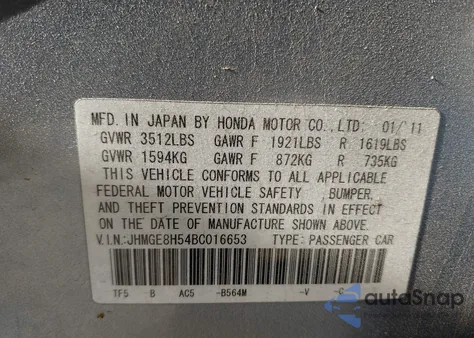 MFD. IN JAPAN BY HONDA MOTOR CO., LTD: 01/'11
GVWR 3512LBS GAWR F 1921LBS R 1619LBS
GVWR 1594KG GAWR F 872KG R 735KG
THIS VEHICLE CONFORMS TO ALL APPLICABLE
FEDERAL MOTOR VEHICLE SAFETY , BUMPER,
AND THEFT PREVENTION STANDARDS IN EFFECT
ON THE DATE OF MANUFACTURE SHOWN ABOVE.
V.I.N: JHMGE8H54BC016653 TYPE: PASSENGER CAR
TF5 B AC5 -B564M -V -C
autoSnap